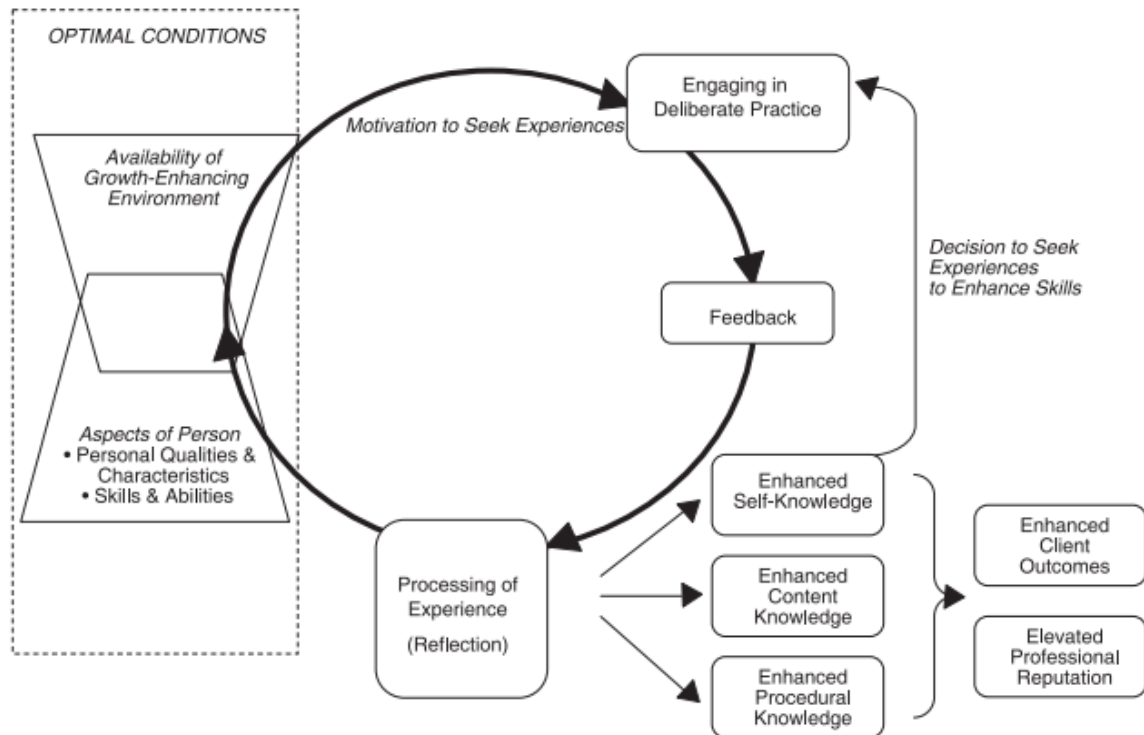 OPTIMAL CONDITIONS
Availability of
Growth-Enhancing
Environment
Aspects of Person
• Personal Qualities &
Characteristics
• Skills & Abilities
Motivation to Seek Experiences
Engaging in
Deliberate Practice
Feedback
Decision to Seek
Experiences
to Enhance Skills
Processing of
Experience
(Reflection)
Enhanced
Self-Knowledge
Enhanced
Content
Knowledge
Enhanced
Procedural
Knowledge
Enhanced
Client
Outcomes
Elevated
Professional
Reputation